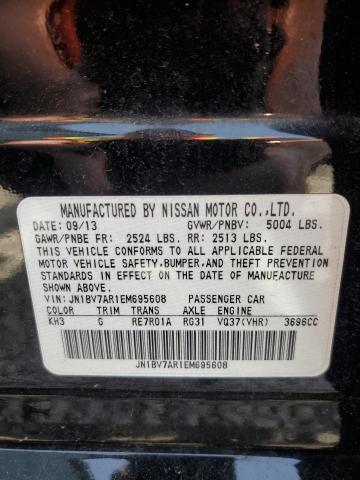 MANUFACTURED BY NISSAN MOTOR CO.,LTD.
DATE: 09/13 GVWR/PNBV: 5004 LBS.
GAWR/PNBE FR: 2524 LBS. RR: 2513 LBS.
THIS VEHICLE CONFORMS TO ALL APPLICABLE FEDERAL
MOTOR VEHICLE SAFETY, BUMPER, AND THEFT PREVENTION
STANDARDS IN EFFECT ON THE DATE OF MANUFACTURE
SHOWN ABOVE.
VIN: JN1BV7AR1EM695608 PASSENGER CAR
COLOR TRIM TRANS AXLE ENGINE
KH3 G RE7R01A RG31 VQ37(VHR) 3696CC
JN1BV7AR1EM695608